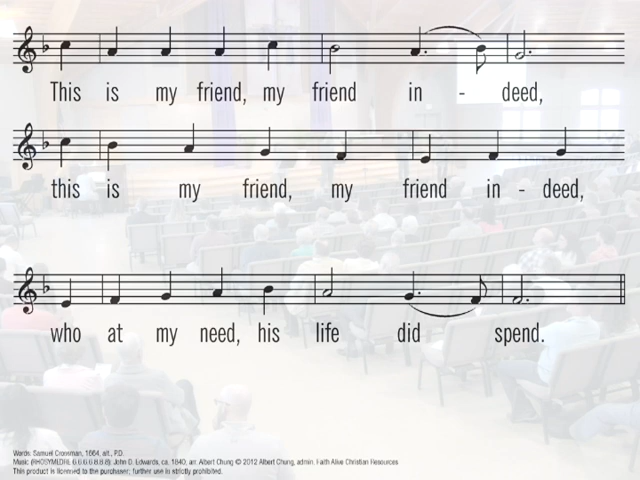 This is my friend, my friend in - deed,
this is my friend, my friend in - deed,
who at my need, his life did spend.
Words: Samuel Crossman, 1664, alt., P.D.
Music (RHOSYMEDRE 6.6.6.6.8.8.8): John D. Edwards, ca. 1840, arr. Albert Chung © 2012 Albert Chung, admin. Faith Alive Christian Resources
This product is licensed to the purchaser; further use is strictly prohibited.